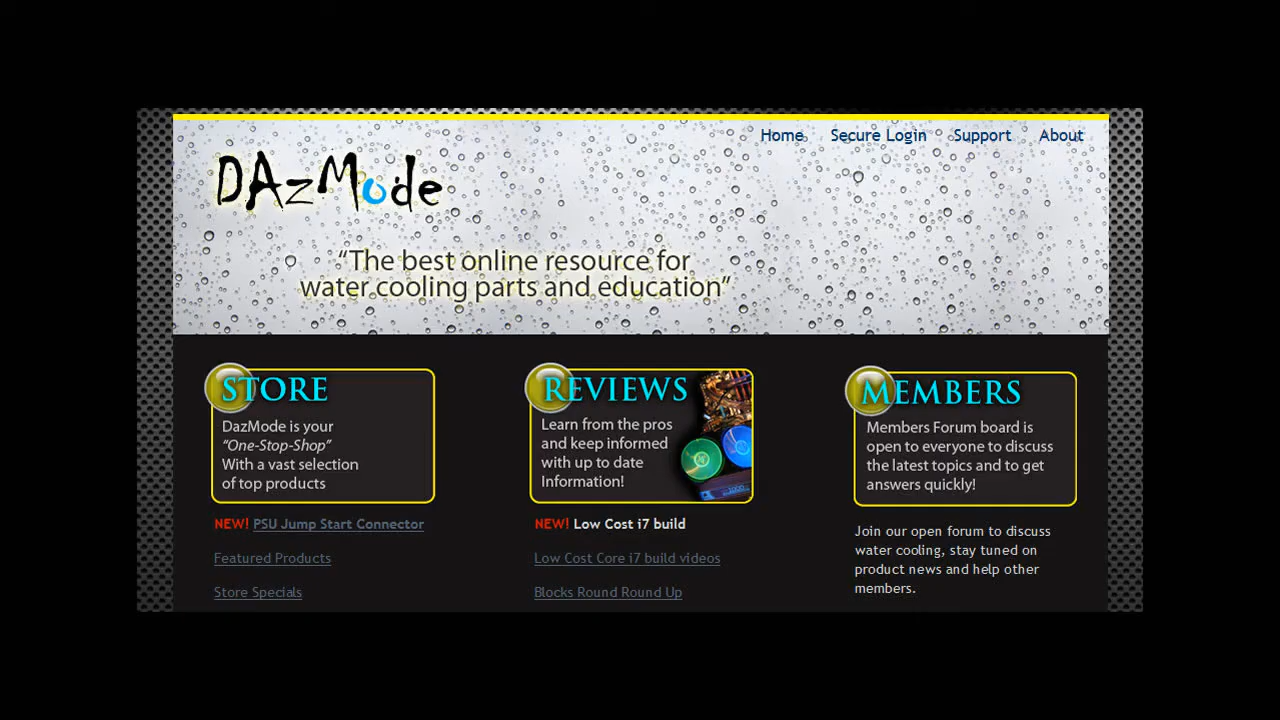 Home Secure Login Support About
DAzMode
“The best online resource for
water cooling parts and education”
STORE
DazMode is your
“One-Stop-Shop”
With a vast selection
of top products
NEW! PSU Jump Start Connector
Featured Products
Store Specials
REVIEWS
Learn from the pros
and keep informed
with up to date
Information!
NEW! Low Cost i7 build
Low Cost Core i7 build videos
Blocks Round Round Up
MEMBERS
Members Forum board is
open to everyone to discuss
the latest topics and to get
answers quickly!
Join our open forum to discuss
water cooling, stay tuned on
product news and help other
members.